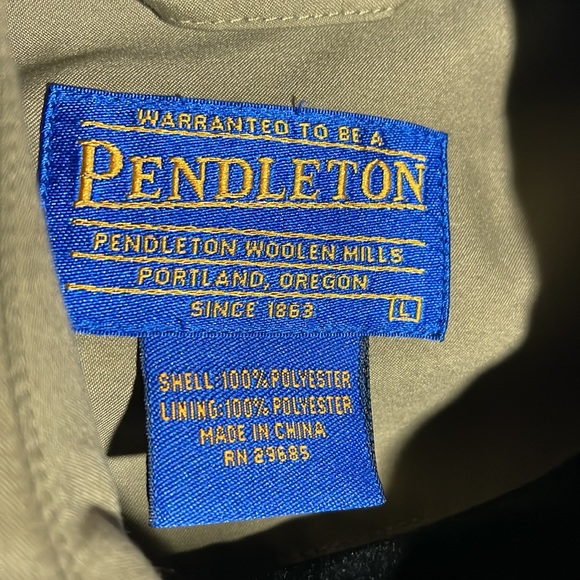 WARRANTED TO BE A
PENDLETON
PENDLETON WOOLEN MILLS
PORTLAND, OREGON
SINCE 1863
L
SHELL:100% POLYESTER
LINING:100% POLYESTER
MADE IN CHINA
RN 29685